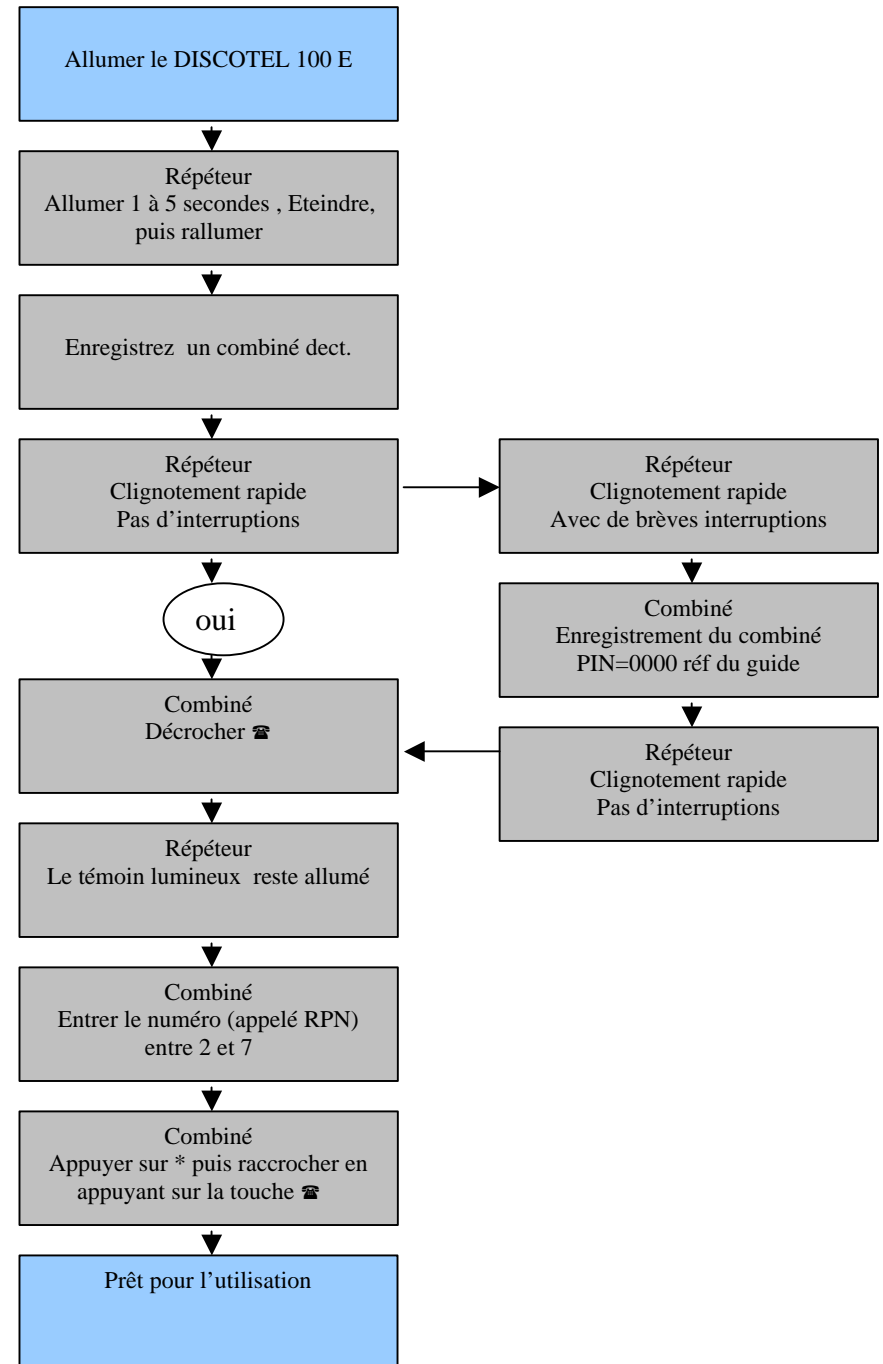 Allumer le DISCOTEL 100 E
Répéteur
Allumer 1 à 5 secondes , Eteindre,
puis rallumer
Enregistrez un combiné dect.
Répéteur
Clignotement rapide
Pas d’interruptions
Répéteur
Clignotement rapide
Avec de brèves interruptions
oui
Combiné
Enregistrement du combiné
PIN=0000 réf du guide
Combiné
Décrocher ☎
Répéteur
Clignotement rapide
Pas d’interruptions
Répéteur
Le témoin lumineux reste allumé
Combiné
Entrer le numéro (appelé RPN)
entre 2 et 7
Combiné
Appuyer sur * puis raccrocher en
appuyant sur la touche ☎
Prêt pour l’utilisation